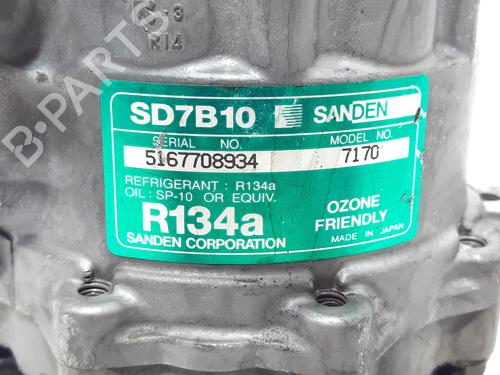 R14
SD7B10 SANDEN
SERIAL NO. MODEL NO.
5167708934 7170
REFRIGERANT : R134a
OIL : SP-10 OR EQUIV.
R134a
SANDEN CORPORATION
OZONE
FRIENDLY
MADE IN JAPAN
B-PARTS